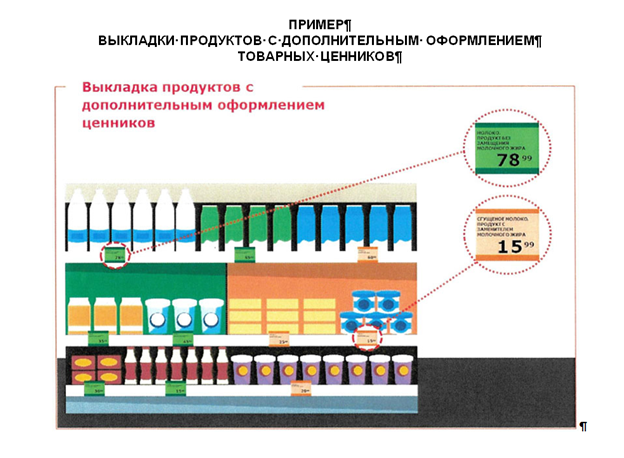 ПРИМЕР¶
ВЫКЛАДКИ·ПРОДУКТОВ·С·ДОПОЛНИТЕЛЬНЫМ·ОФОРМЛЕНИЕМ¶
ТОВАРНЫХ·ЦЕННИКОВ¶
Выкладка продуктов с
дополнительным оформлением
ценников
МОЛОКО.
ПРОДУКТ БЕЗ
ЗАМЕЩЕНИЯ
МОЛОЧНОГО ЖИРА
78 99
СГУЩЕНОЕ МОЛОКО.
ПРОДУКТ С
ЗАМЕНИТЕЛЕМ
МОЛОЧНОГО ЖИРА
15 99
¶